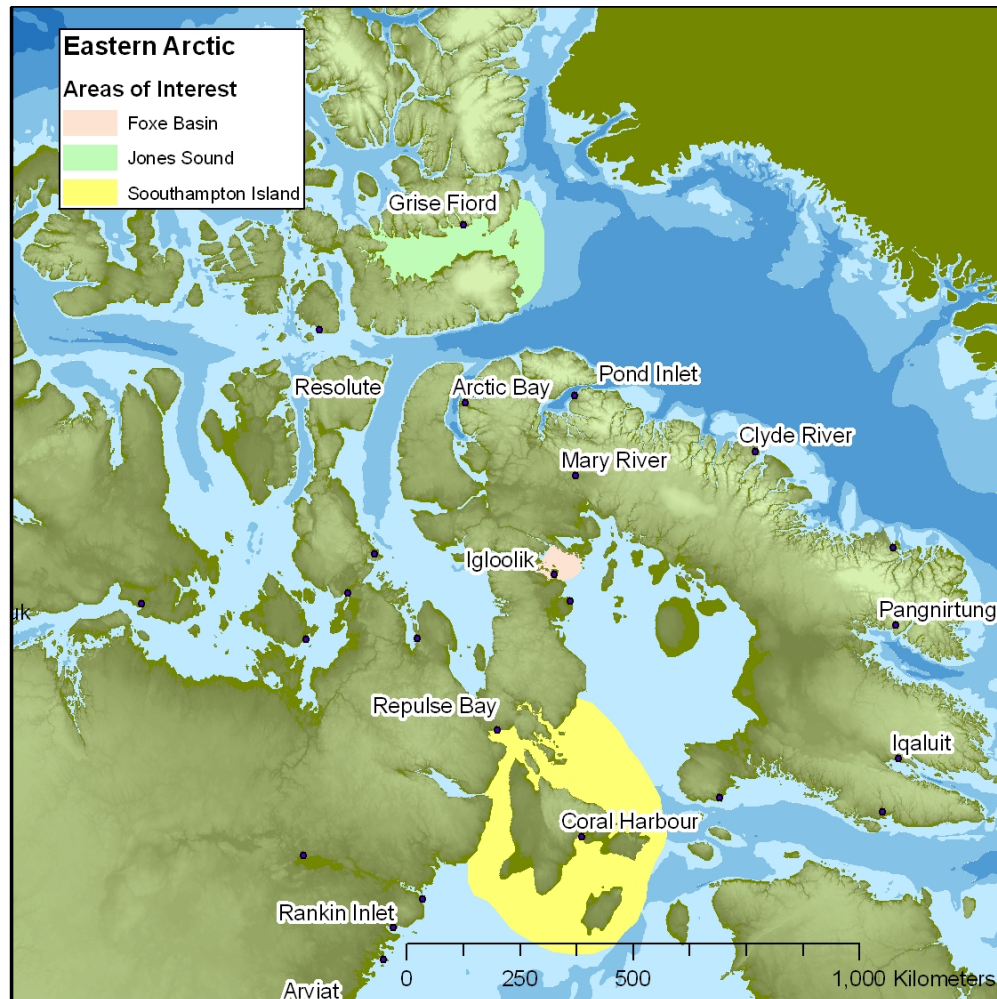 Eastern Arctic
Areas of Interest
Foxe Basin
Jones Sound
Soouthampton Island
Grise Fiord
Resolute
Arctic Bay
Pond Inlet
Clyde River
Mary River
Igloolik
uk
Pangnirtung
Repulse Bay
Iqaluit
Coral Harbour
Rankin Inlet
0 250 500 1,000 Kilometers
Arviat